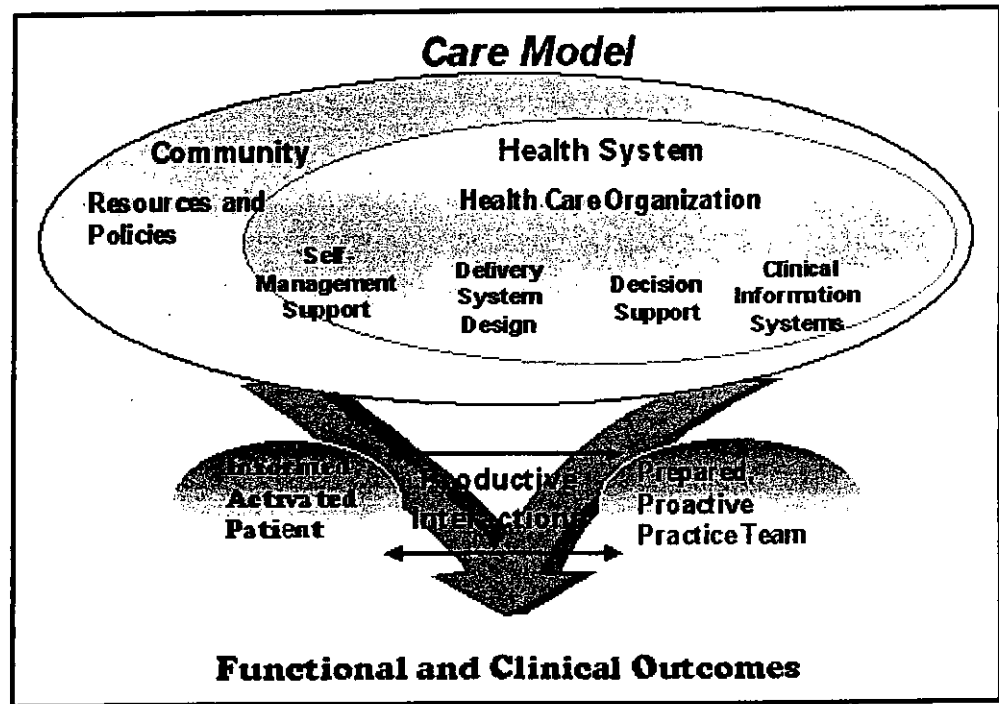 Care Model
Community
Health System
Resources and
Policies
Health Care Organization
Self-
Management
Support
Delivery
System
Design
Decision
Support
Clinical
Information
Systems
Informed,
Activated
Patient
Productive
Interactions
Prepared,
Proactive
Practice Team
Functional and Clinical Outcomes